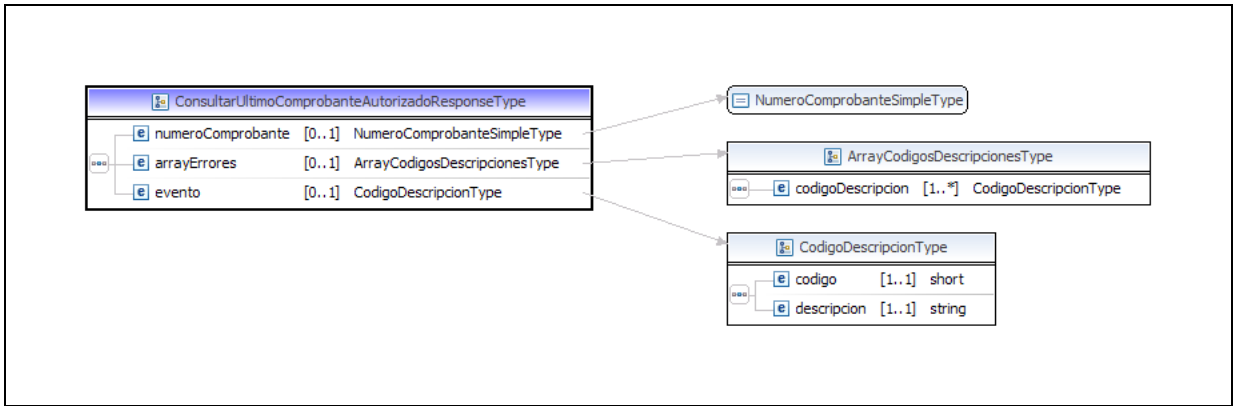 ConsultarUltimoComprobanteAutorizadoResponseType
e numeroComprobante [0..1] NumeroComprobanteSimpleType
e arrayErrores [0..1] ArrayCodigosDescripcionesType
e evento [0..1] CodigoDescripcionType
NumeroComprobanteSimpleType
ArrayCodigosDescripcionesType
e codigoDescripcion [1..*] CodigoDescripcionType
CodigoDescripcionType
e codigo [1..1] short
e descripcion [1..1] string